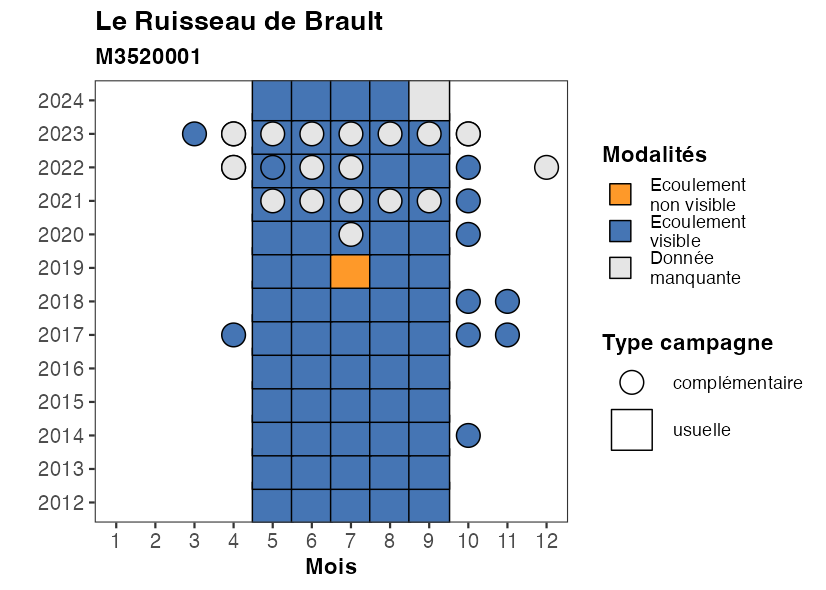 Le Ruisseau de Brault
M3520001
2024
2023
2022
2021
2020
2019
2018
2017
2016
2015
2014
2013
2012
1 2 3 4 5 6 7 8 9 10 11 12
Mois
Modalités
Ecoulement
non visible
Ecoulement
visible
Donnée
manquante
Type campagne
complémentaire
usuelle